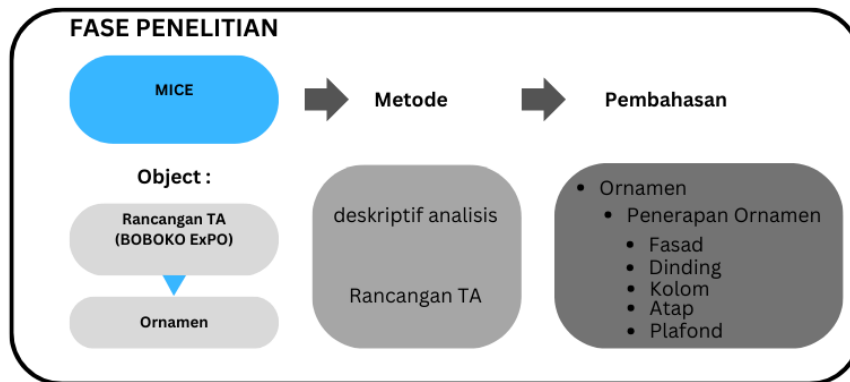 FASE PENELITIAN
MICE
Metode
Pembahasan
Object :
Rancangan TA
(BOBOKO ExPO)
Ornamen
deskriptif analisis
Rancangan TA
• Ornamen
• Penerapan Ornamen
• Fasad
• Dinding
• Kolom
• Atap
• Plafond